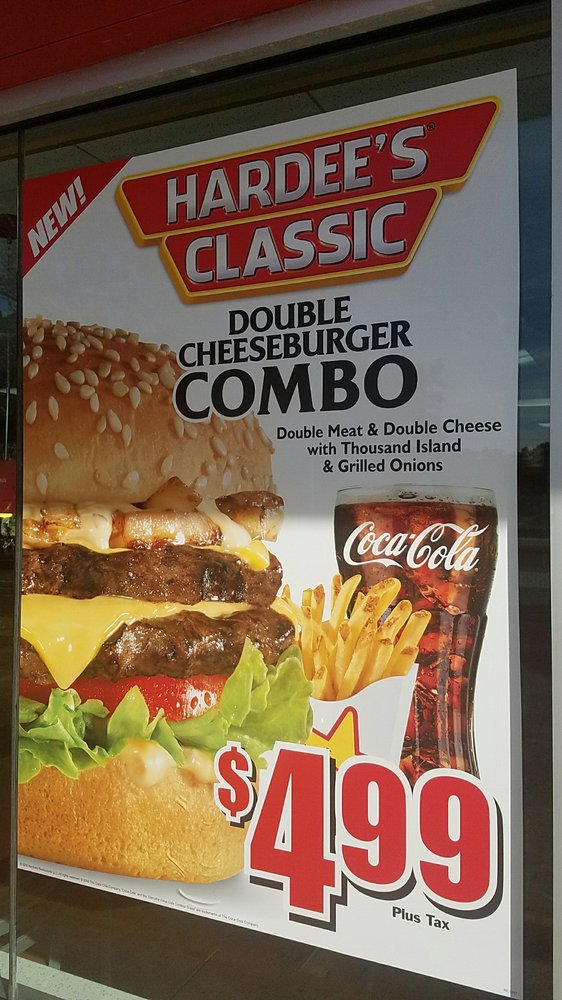 NEW!
HARDEE'S®
CLASSIC
DOUBLE
CHEESEBURGER
COMBO
Double Meat & Double Cheese
with Thousand Island
& Grilled Onions
Coca-Cola
$4.99
Plus Tax